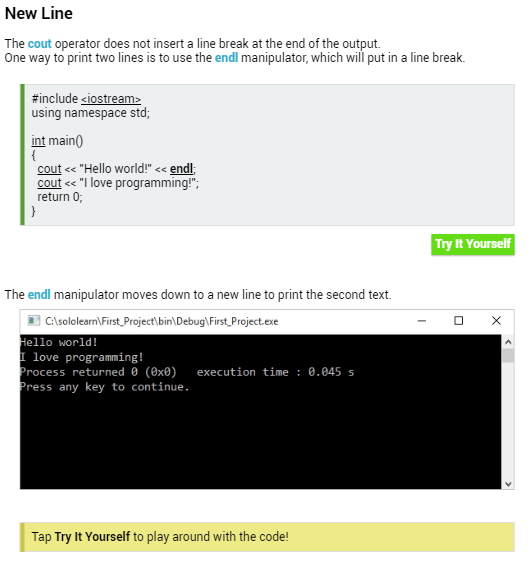 New Line
The cout operator does not insert a line break at the end of the output.
One way to print two lines is to use the endl manipulator, which will put in a line break.
#include <iostream>
using namespace std;
int main()
{
cout << "Hello world!" << endl;
cout << "I love programming!";
return 0;
}
Try It Yourself
The endl manipulator moves down to a new line to print the second text.
C:\sololearn\First_Project\bin\Debug\First_Project.exe
Hello world!
I love programming!
Process returned 0 (0x0)   execution time : 0.045 s
Press any key to continue.
Tap Try It Yourself to play around with the code!